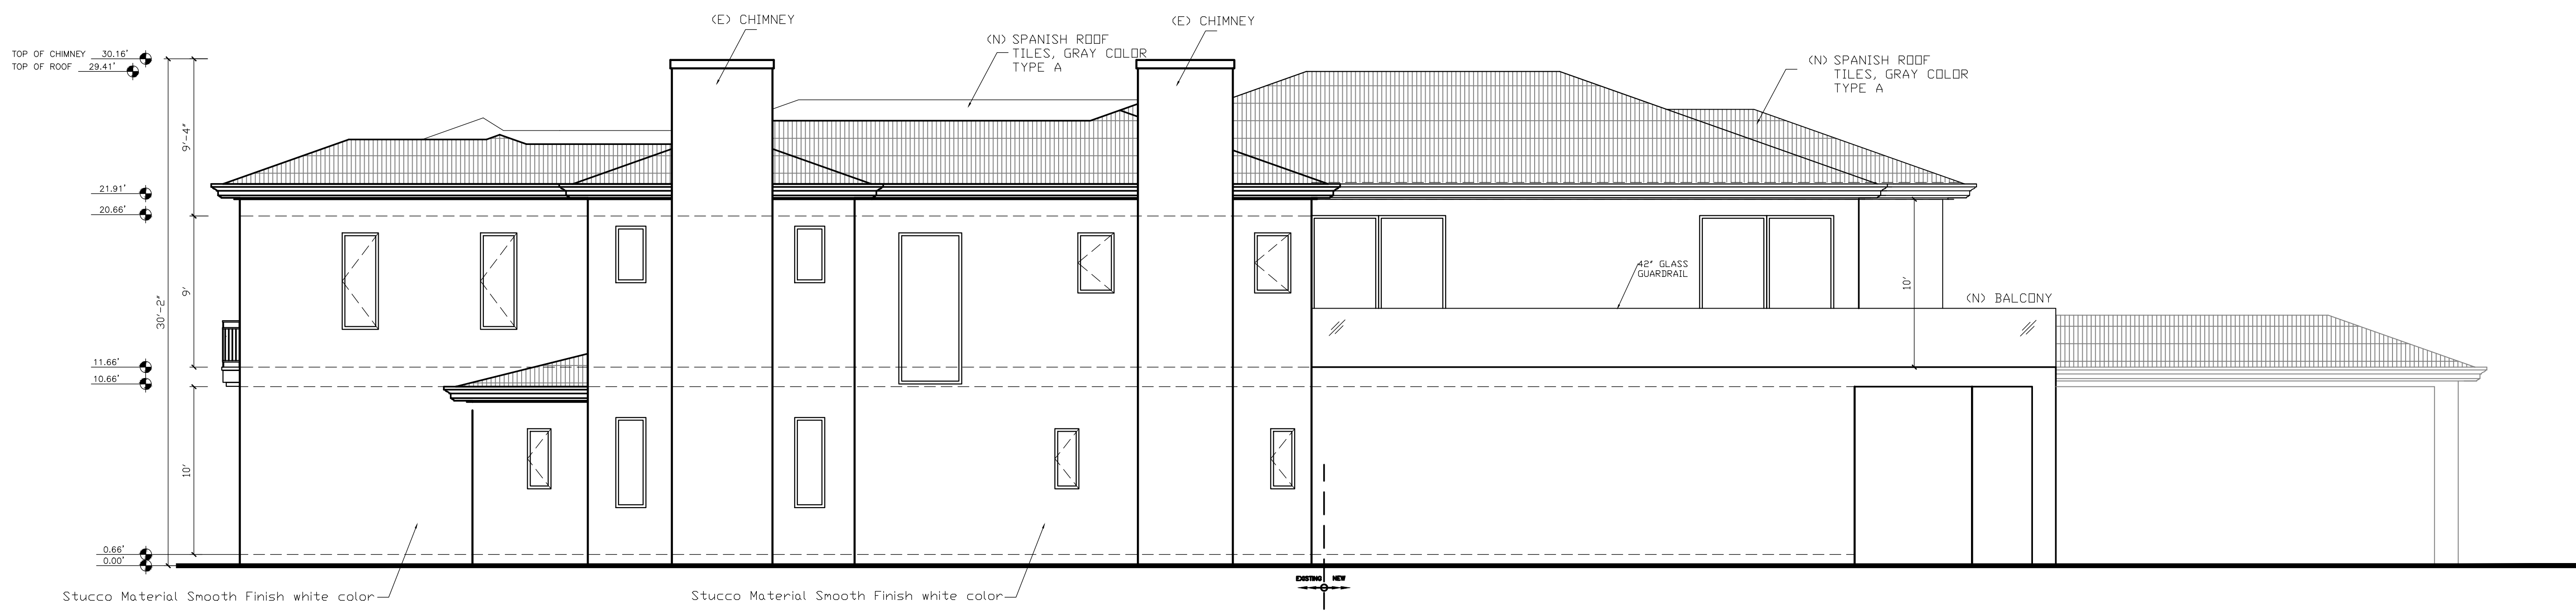 (E) CHIMNEY
(E) CHIMNEY
(N) SPANISH ROOF
TILES, GRAY COLOR
TYPE A
(N) SPANISH ROOF
TILES, GRAY COLOR
TYPE A
TOP OF CHIMNEY 30.16'
TOP OF ROOF 29.41'
9'-4"
21.91'
20.66'
42" GLASS
GUARDRAIL
10'
9'
30'-2"
(N) BALCONY
11.66'
10.66'
10'
0.66'
0.00'
EXISTING NEW
Stucco Material Smooth Finish white color
Stucco Material Smooth Finish white color